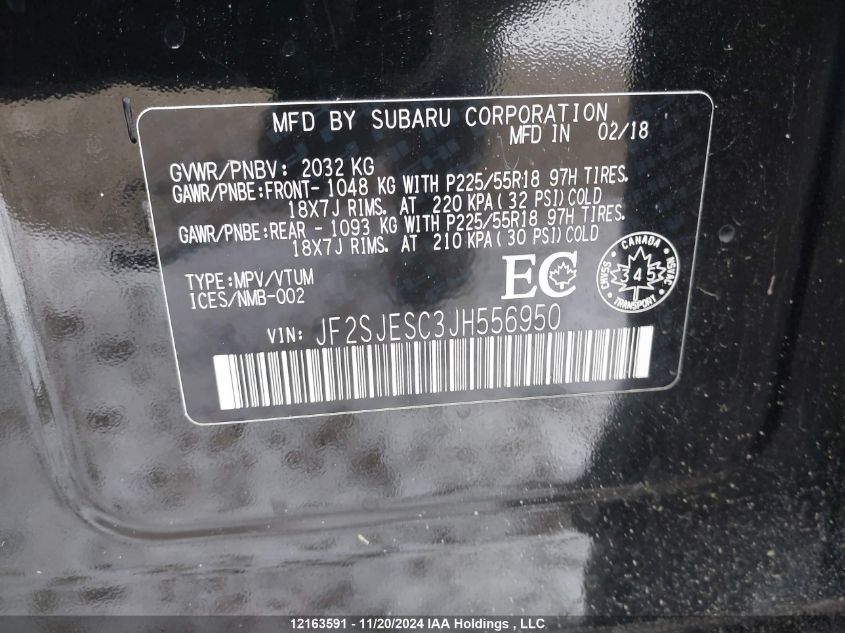 MFD BY SUBARU CORPORATION
MFD IN 02/18
GVWR/PNBV: 2032 KG
GAWR/PNBE:FRONT- 1048 KG WITH P225/55R18 97H TIRES.
18X7J RIMS. AT 220 KPA(32 PSI)COLD
GAWR/PNBE:REAR - 1093 KG WITH P225/55R18 97H TIRES.
18X7J RIMS. AT 210 KPA(30 PSI)COLD
TYPE:MPV/VTUM
ICES/NMB-002
EC
CANADA
SVASC
345
NSVAC
TRANSPORT
VIN: JF2SJESC3JH556950
12163591 - 11/20/2024 IAA Holdings , LLC